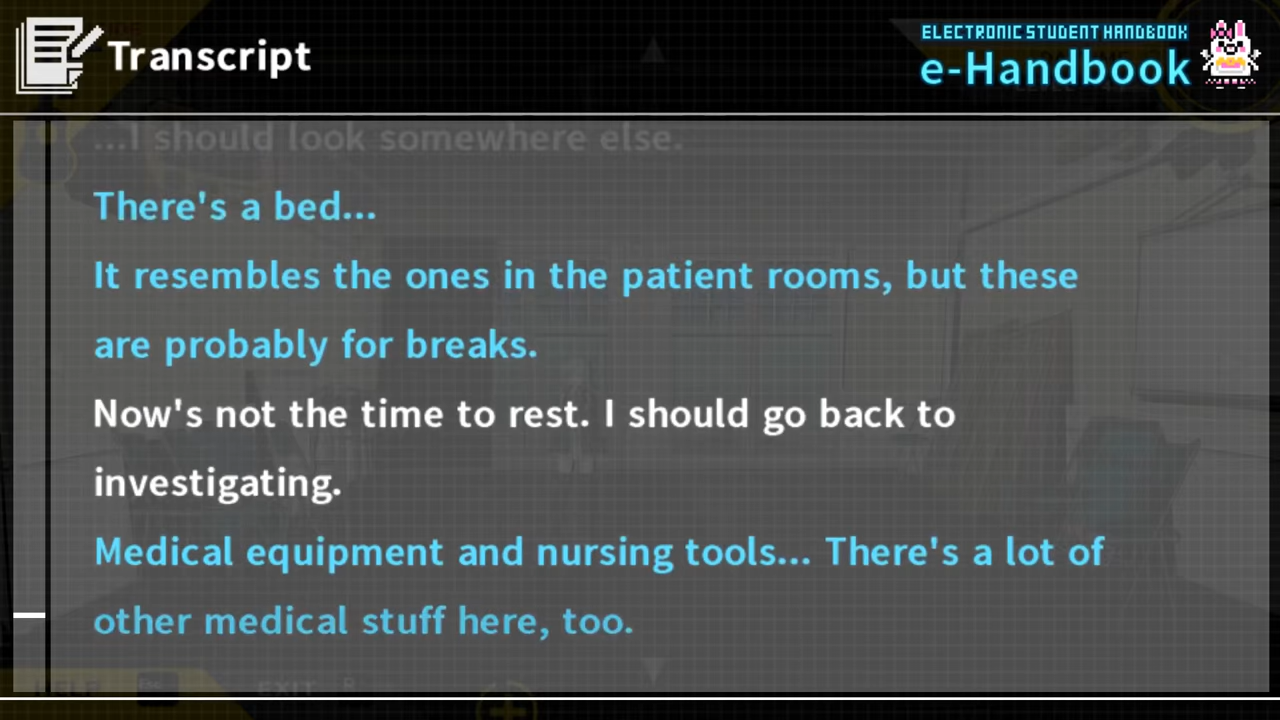 Transcript
ELECTRONIC STUDENT HANDBOOK
e-Handbook
...I should look somewhere else.
There's a bed...
It resembles the ones in the patient rooms, but these
are probably for breaks.
Now's not the time to rest. I should go back to
investigating.
Medical equipment and nursing tools... There's a lot of
other medical stuff here, too.
HELP!
Esc
EXIT
R